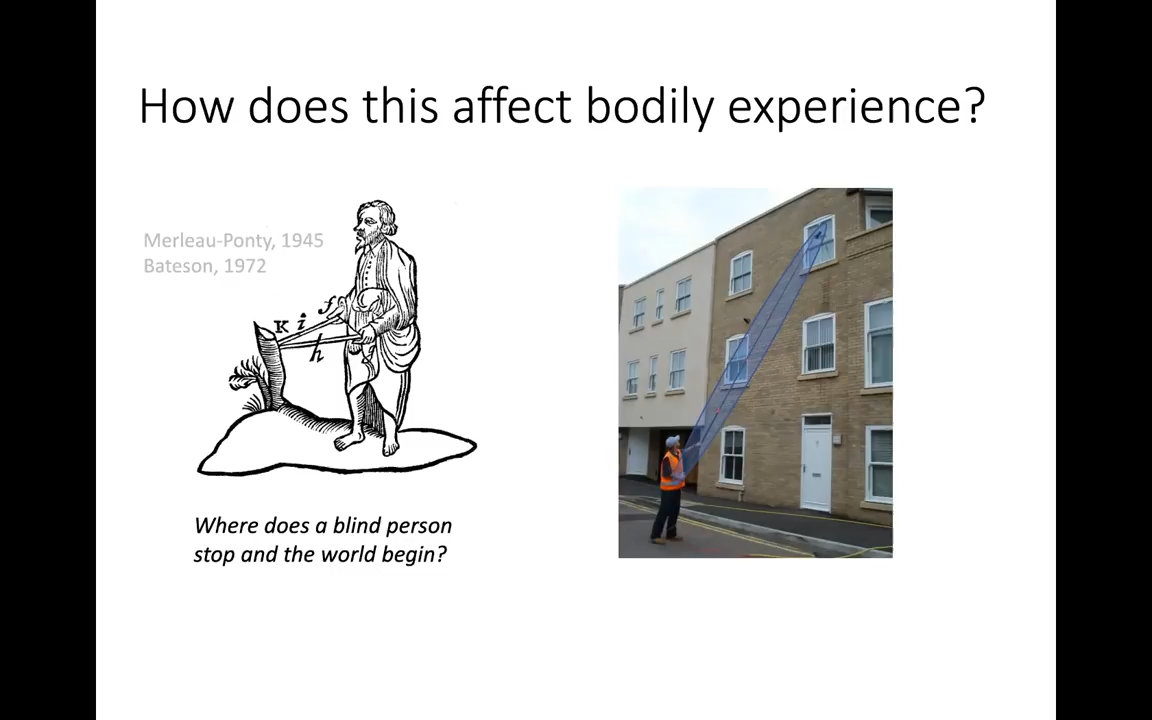 How does this affect bodily experience?
Merleau-Ponty, 1945
Bateson, 1972
K i f
h
Where does a blind person
stop and the world begin?